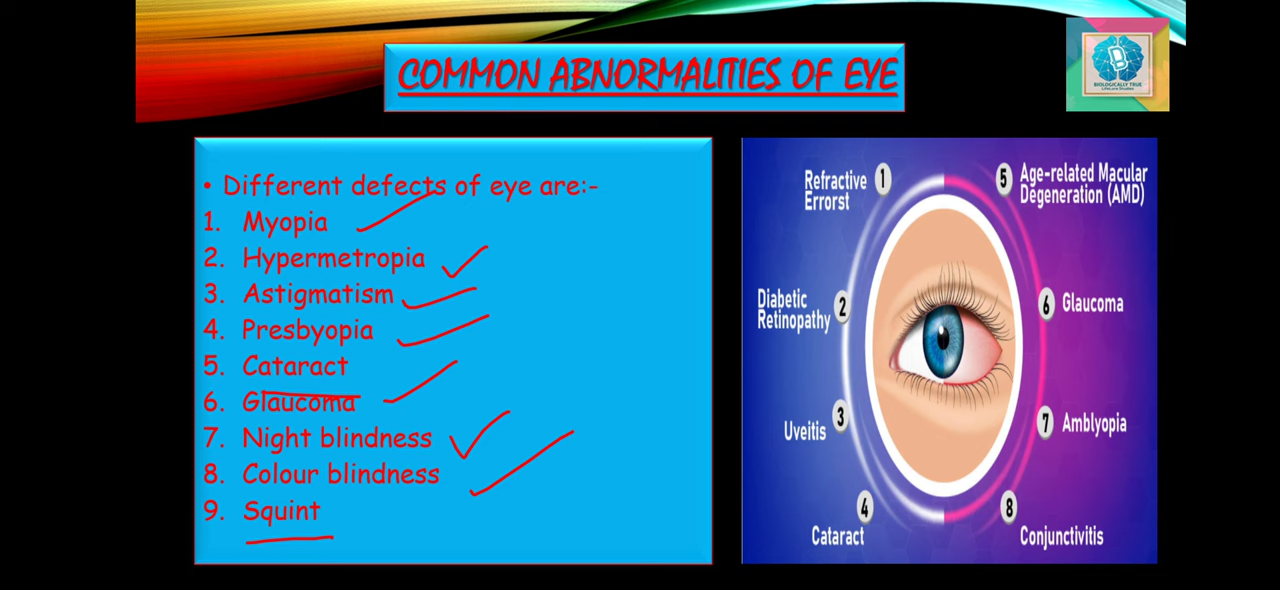 COMMON ABNORMALITIES OF EYE
BIOLOGICALLY TRUE
LifeLove Studies
• Different defects of eye are:-
1. Myopia
2. Hypermetropia
3. Astigmatism
4. Presbyopia
5. Cataract
6. Glaucoma
7. Night blindness
8. Colour blindness
9. Squint
Refractive
Errorst
1
Diabetic
Retinopathy
2
Uveitis
3
4
Cataract
5
Age-related Macular
Degeneration (AMD)
6
Glaucoma
7
Amblyopia
8
Conjunctivitis